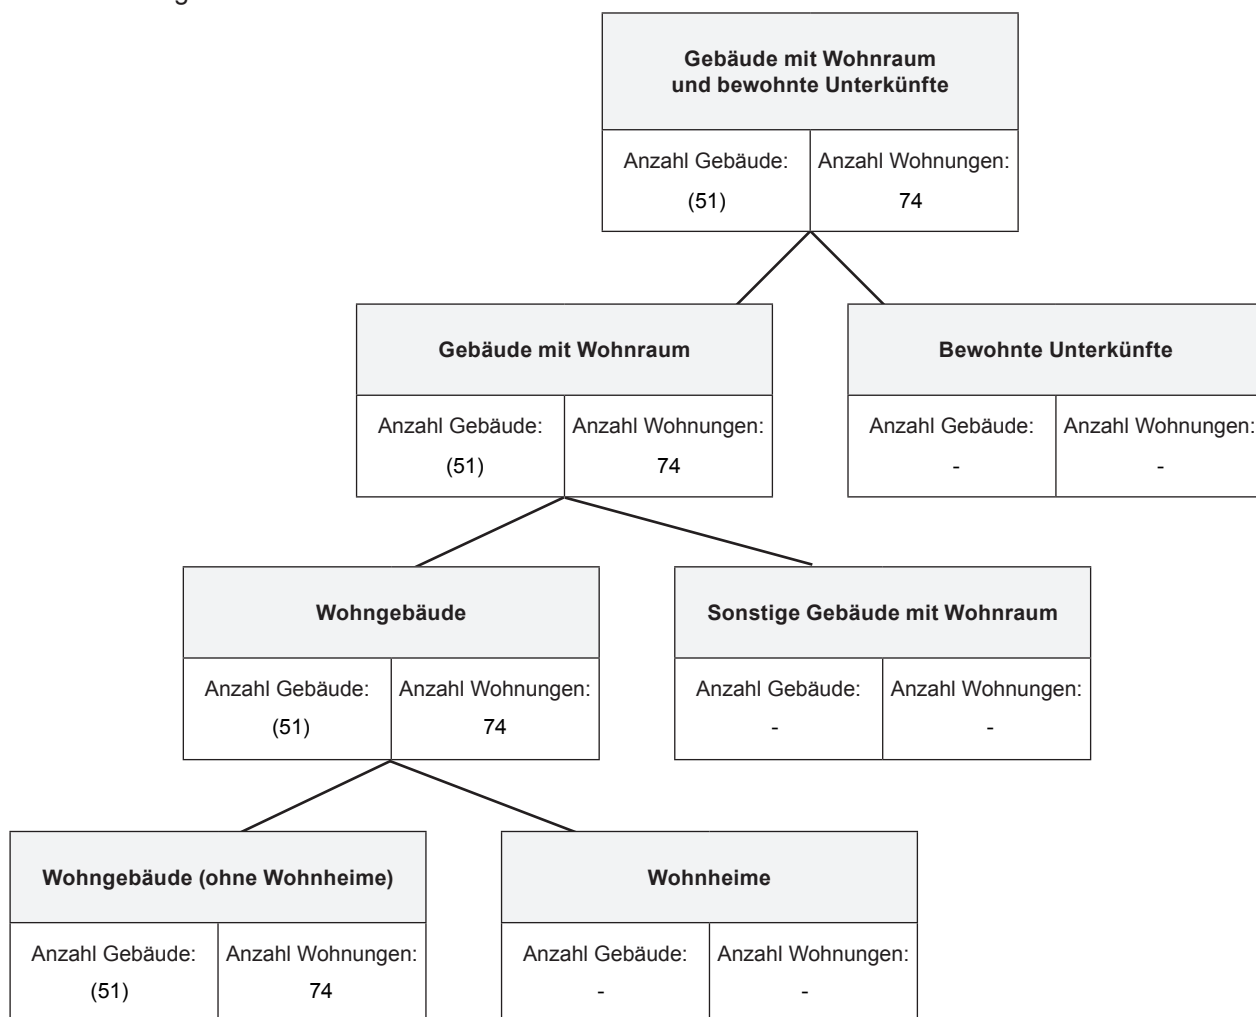 Gebäude mit Wohnraum
und bewohnte Unterkünfte
Anzahl Gebäude: Anzahl Wohnungen:
(51) 74
Gebäude mit Wohnraum
Anzahl Gebäude: Anzahl Wohnungen:
(51) 74
Bewohnte Unterkünfte
Anzahl Gebäude: Anzahl Wohnungen:
- -
Wohngebäude
Anzahl Gebäude: Anzahl Wohnungen:
(51) 74
Sonstige Gebäude mit Wohnraum
Anzahl Gebäude: Anzahl Wohnungen:
- -
Wohngebäude (ohne Wohnheime)
Anzahl Gebäude: Anzahl Wohnungen:
(51) 74
Wohnheime
Anzahl Gebäude: Anzahl Wohnungen:
- -